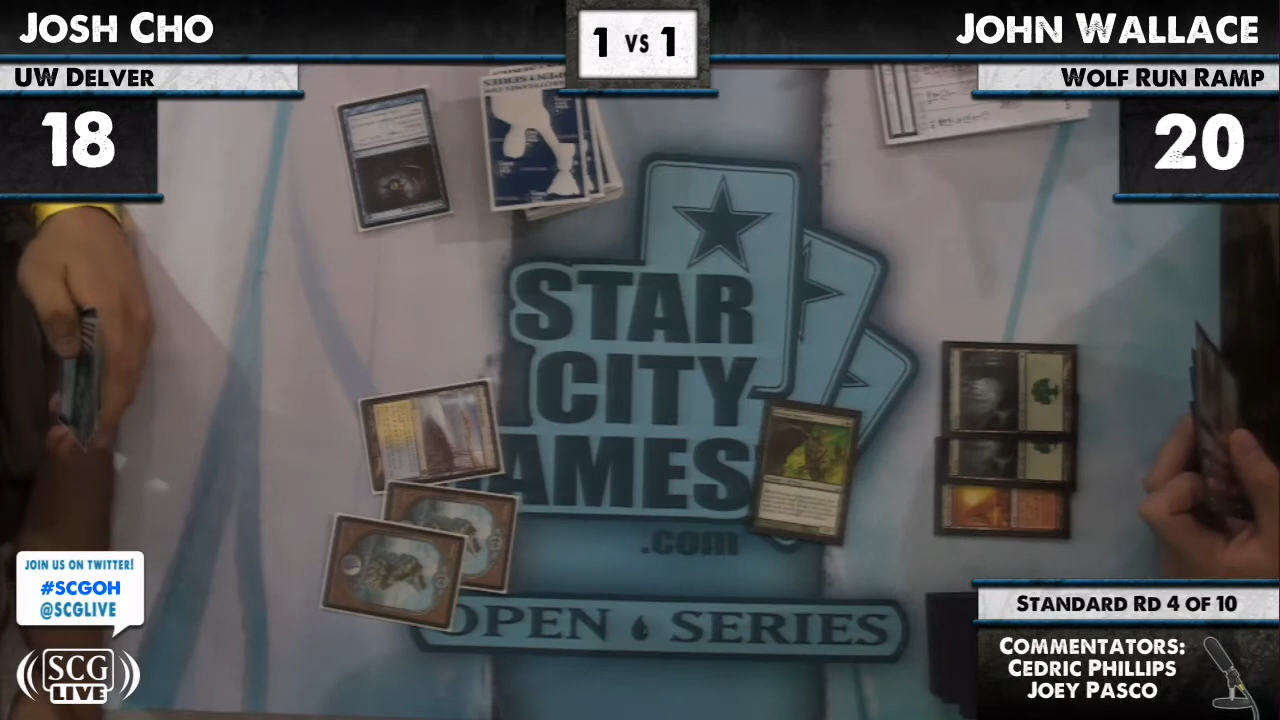 JOSH CHO
1 VS 1
JOHN WALLACE
UW DELVER
WOLF RUN RAMP
18
20
STAR
CITY
GAMES
.com
OPEN SERIES
JOIN US ON TWITTER!
#SCGOH
@SCGLIVE
SCG
LIVE
STANDARD RD 4 OF 10
COMMENTATORS:
CEDRIC PHILLIPS
JOEY PASCO